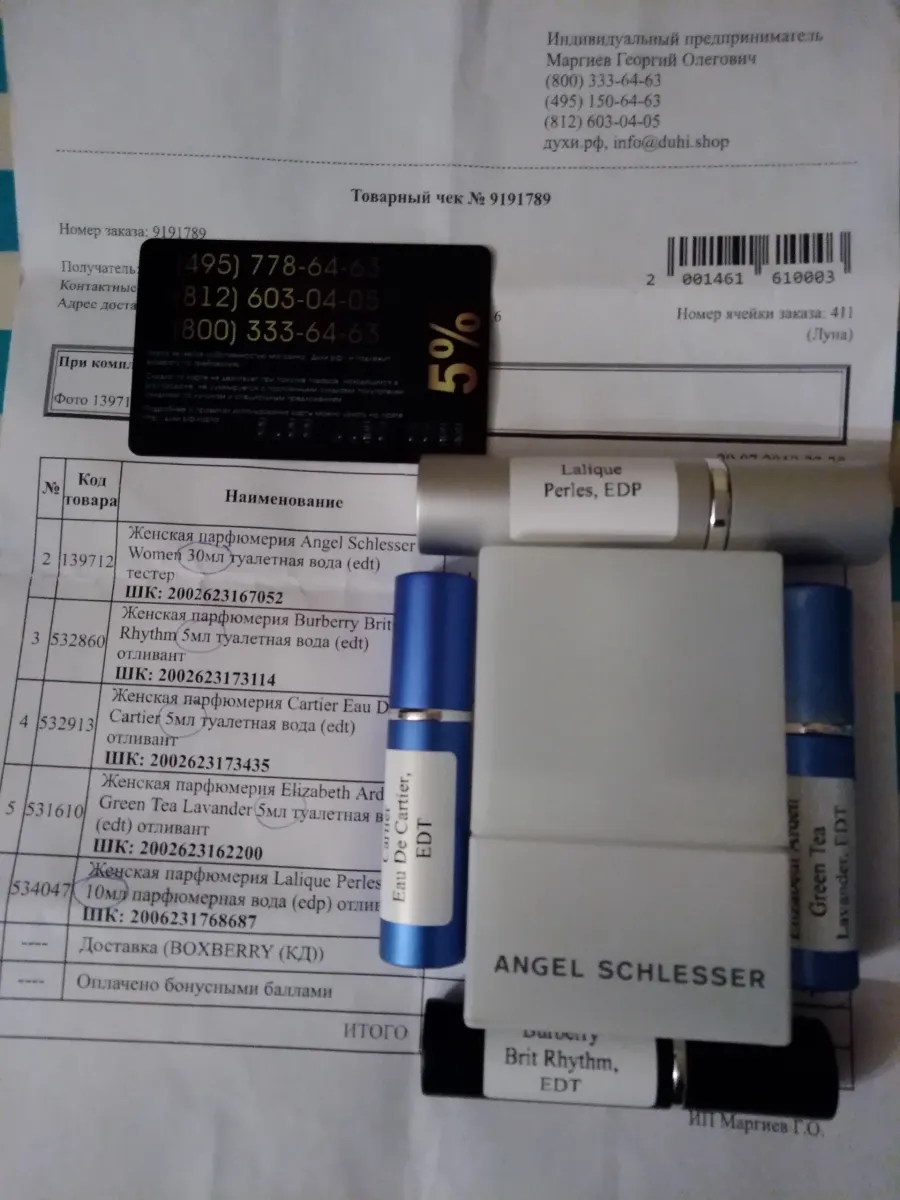 Индивидуальный предприниматель
Маргиев Георгий Олегович
(800) 333-64-63
(495) 150-64-63
(812) 603-04-05
духи.рф, info@duhi.shop
Товарный чек № 9191789
Номер заказа: 9191789
2 001461 610003
Получатель:
Контактные
Адрес доста
6
Номер ячейки заказа: 411
(Луна)
(495) 778-64-63
(812) 603-04-05
(800) 333-64-63
5%
При компл
Фото 13971
№
Код товара
Наименование
2 139712 Женская парфюмерия Angel Schlesser
Women 30мл туалетная вода (edt)
тестер
ШК: 2002623167052
3 532860 Женская парфюмерия Burberry Brit
Rhythm 5мл туалетная вода (edt)
отливант
ШК: 2002623173114
4 532913 Женская парфюмерия Cartier Eau D
Cartier 5мл туалетная вода (edt)
отливант
ШК: 2002623173435
5 531610 Женская парфюмерия Elizabeth Ard
Green Tea Lavander 5мл туалетная в
(edt) отливант
ШК: 2002623162200
534047 Женская парфюмерия Lalique Perles
10мл парфюмерная вода (edp) отлив
ШК: 2006231768687
---- Доставка (BOXBERRY (КД))
---- Оплачено бонусными баллами
ИТОГО
ИП Маргиев Г.О.
Lalique
Perles, EDP
Cartier
Eau De Cartier,
EDT
Elizabeth Arden
Green Tea
Lavander, EDT
ANGEL SCHLESSER
Burberry
Brit Rhythm,
EDT